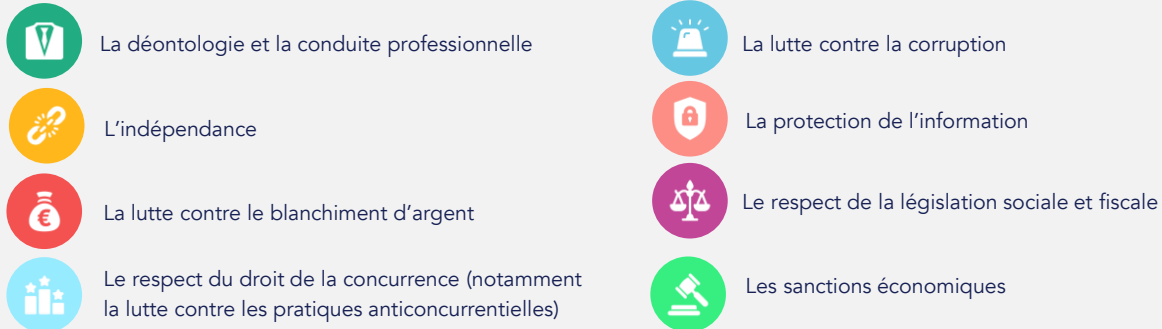 La déontologie et la conduite professionnelle
L'indépendance
La lutte contre le blanchiment d'argent
Le respect du droit de la concurrence (notamment
la lutte contre les pratiques anticoncurrentielles)
La lutte contre la corruption
La protection de l'information
Le respect de la législation sociale et fiscale
Les sanctions économiques